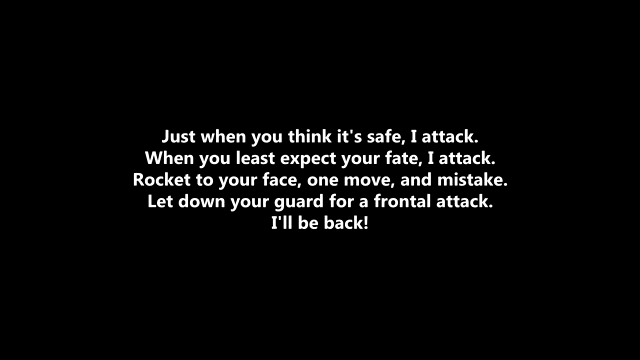 Just when you think it's safe, I attack.
When you least expect your fate, I attack.
Rocket to your face, one move, and mistake.
Let down your guard for a frontal attack.
I'll be back!